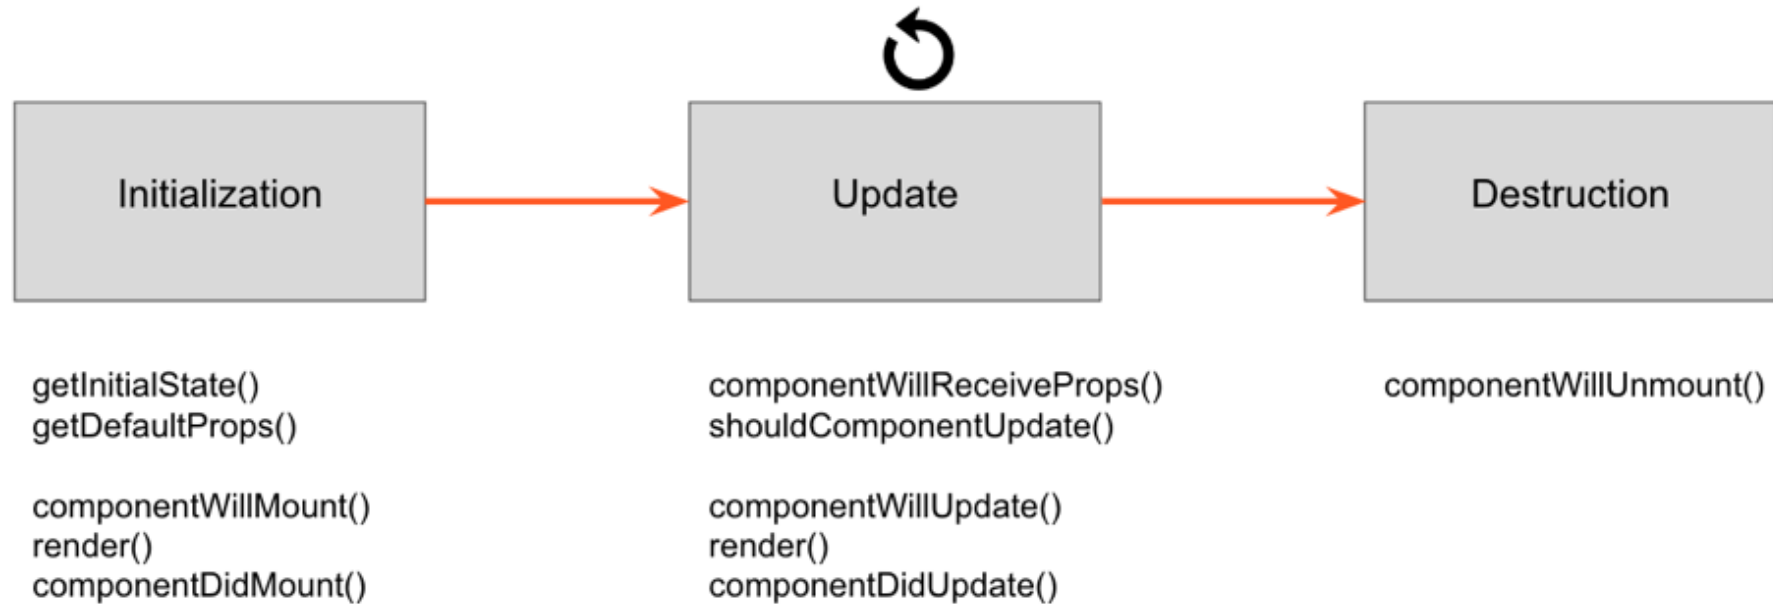 Initialization
Update
Destruction
getInitialState()
getDefaultProps()
componentWillMount()
render()
componentDidMount()
componentWillReceiveProps()
shouldComponentUpdate()
componentWillUpdate()
render()
componentDidUpdate()
componentWillUnmount()